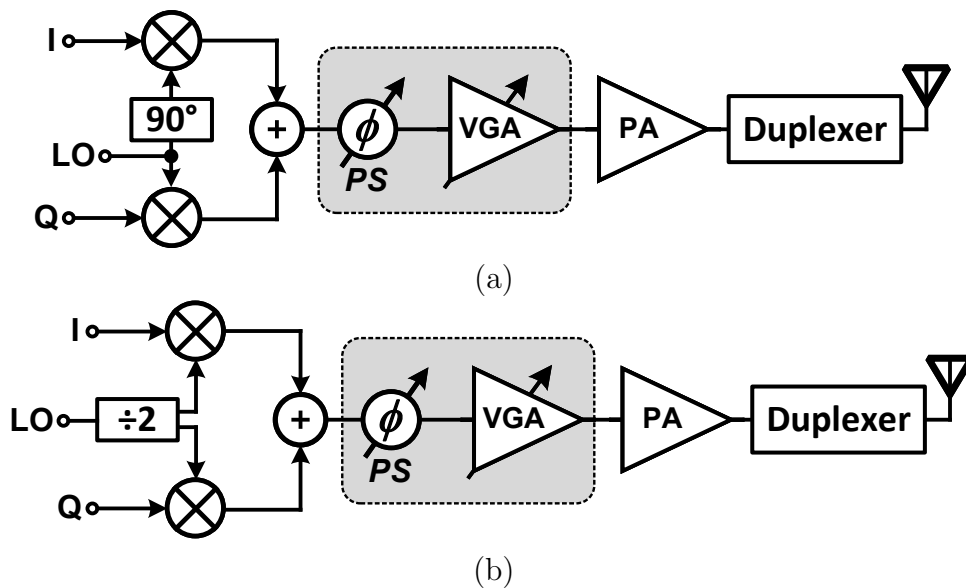 I
90°
LO
Q
+
ϕ
PS
VGA
PA
Duplexer
(a)
I
LO
÷2
Q
+
ϕ
PS
VGA
PA
Duplexer
(b)